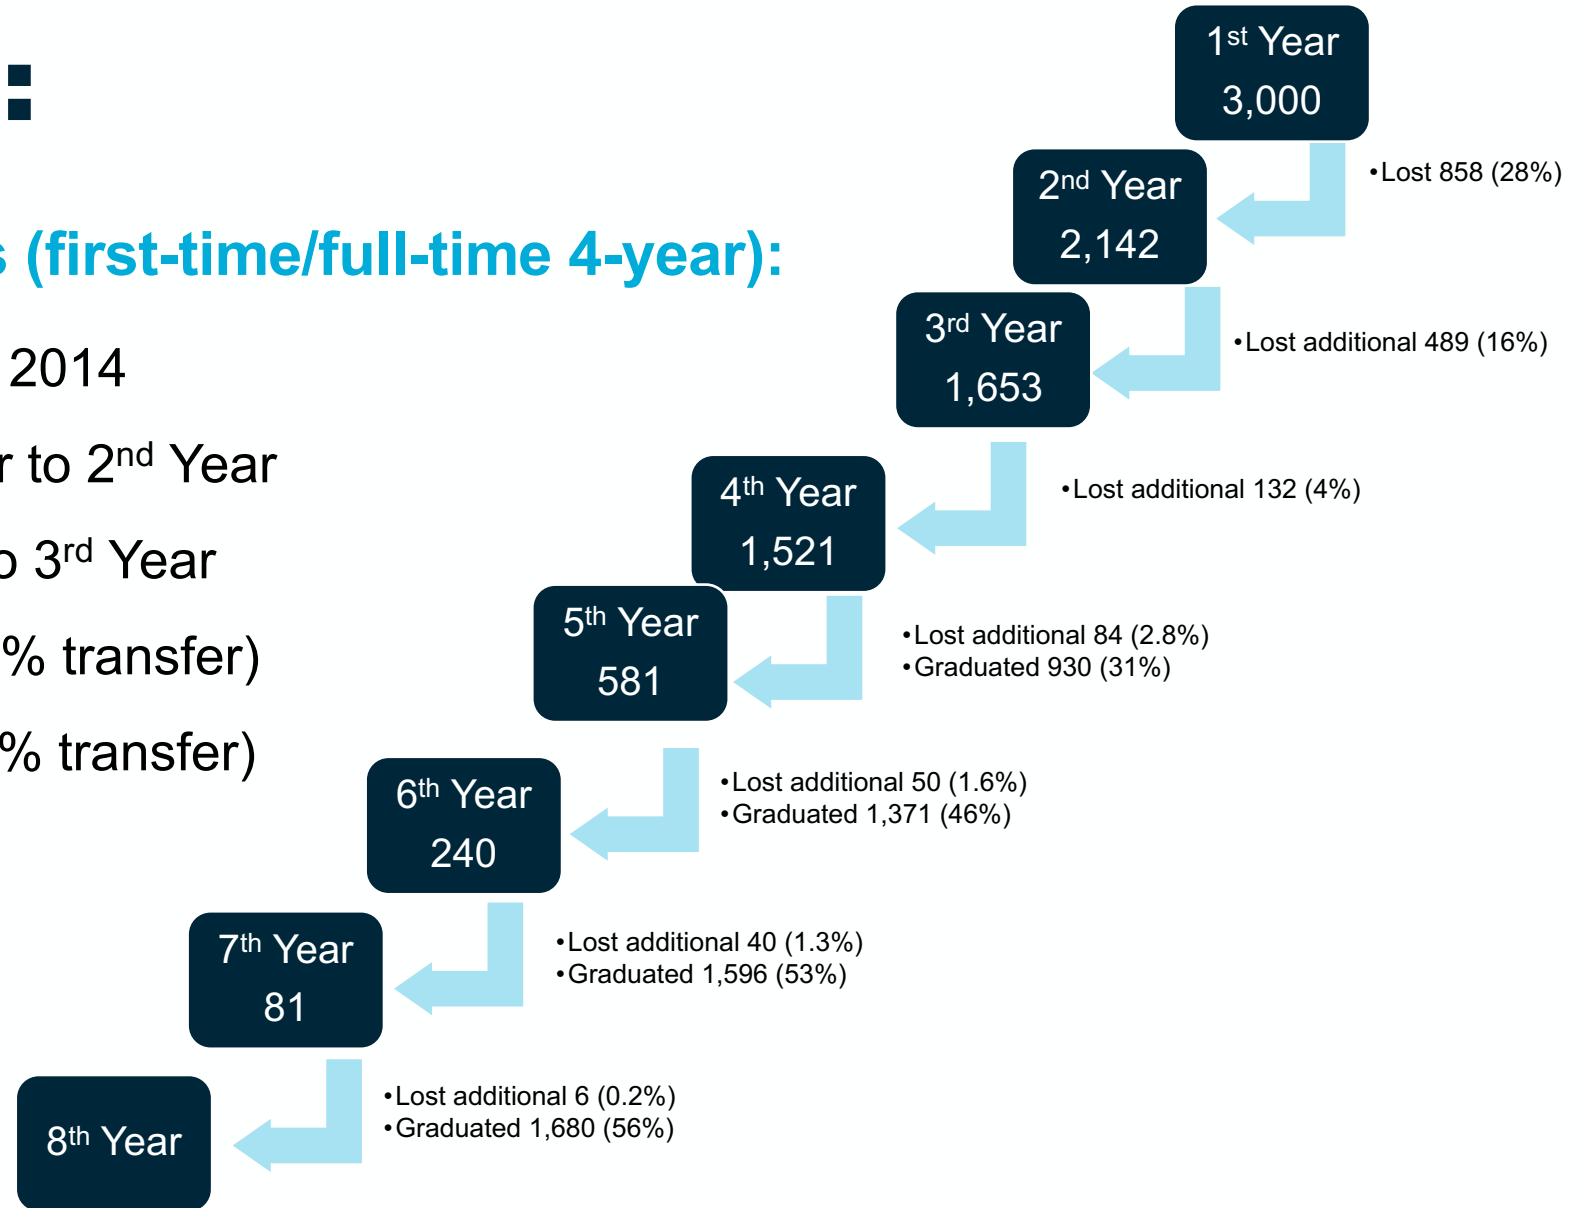 :
s (first-time/full-time 4-year):
2014
r to 2nd Year
o 3rd Year
% transfer)
% transfer)
1st Year
3,000
•Lost 858 (28%)
2nd Year
2,142
•Lost additional 489 (16%)
3rd Year
1,653
•Lost additional 132 (4%)
4th Year
1,521
•Lost additional 84 (2.8%)
•Graduated 930 (31%)
5th Year
581
•Lost additional 50 (1.6%)
•Graduated 1,371 (46%)
6th Year
240
•Lost additional 40 (1.3%)
•Graduated 1,596 (53%)
7th Year
81
•Lost additional 6 (0.2%)
•Graduated 1,680 (56%)
8th Year